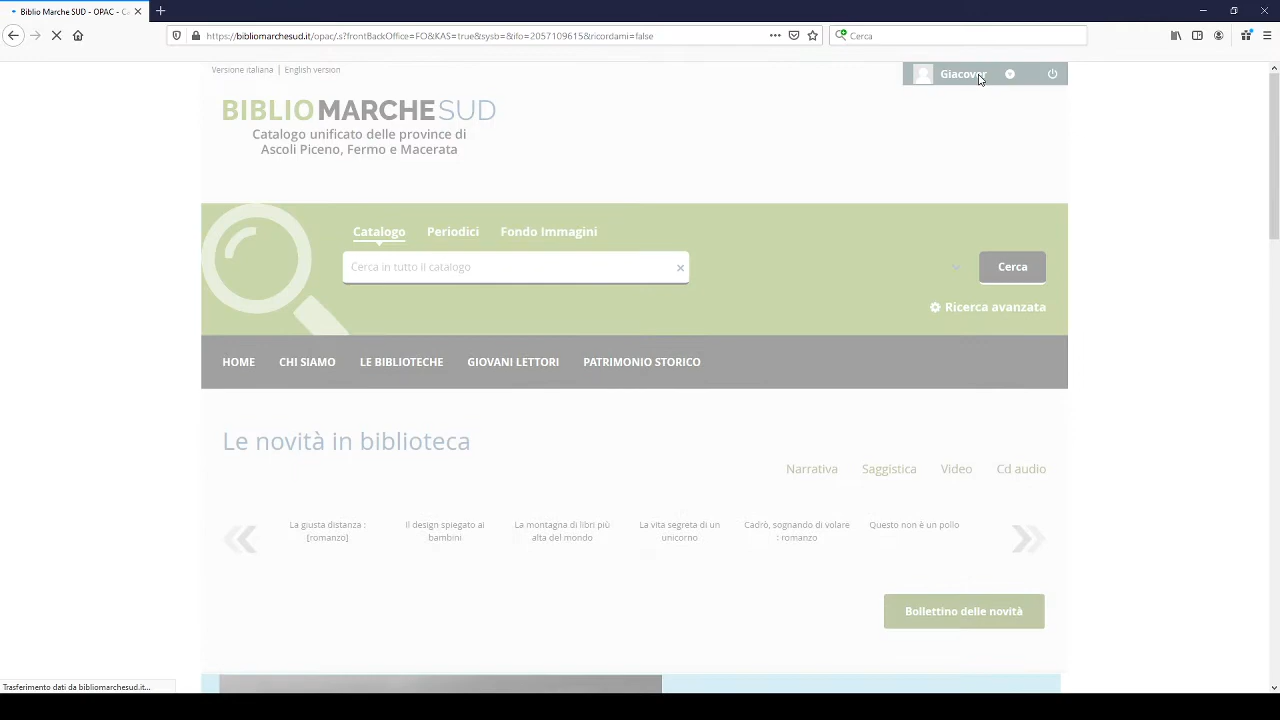 Biblio Marche SUD - OPAC - Ca
https://bibliomarchesud.it/opac/.s?frontBackOffice=FO&KAS=true&sysb=&ifo=2057109615&ricordami=false
Cerca
Versione italiana | English version
Giacover
BIBLIOMARCHESUD
Catalogo unificato delle province di
Ascoli Piceno, Fermo e Macerata
Catalogo Periodici Fondo Immagini
Cerca in tutto il catalogo
Cerca
Ricerca avanzata
HOME CHI SIAMO LE BIBLIOTECHE GIOVANI LETTORI PATRIMONIO STORICO
Le novità in biblioteca
Narrativa Saggistica Video Cd audio
La giusta distanza :
[romanzo]
Il design spiegato ai
bambini
La montagna di libri più
alta del mondo
La vita segreta di un
unicorno
Cadrò, sognando di volare
: romanzo
Questo non è un pollo
Bollettino delle novità
Trasferimento dati da bibliomarchesud.it...